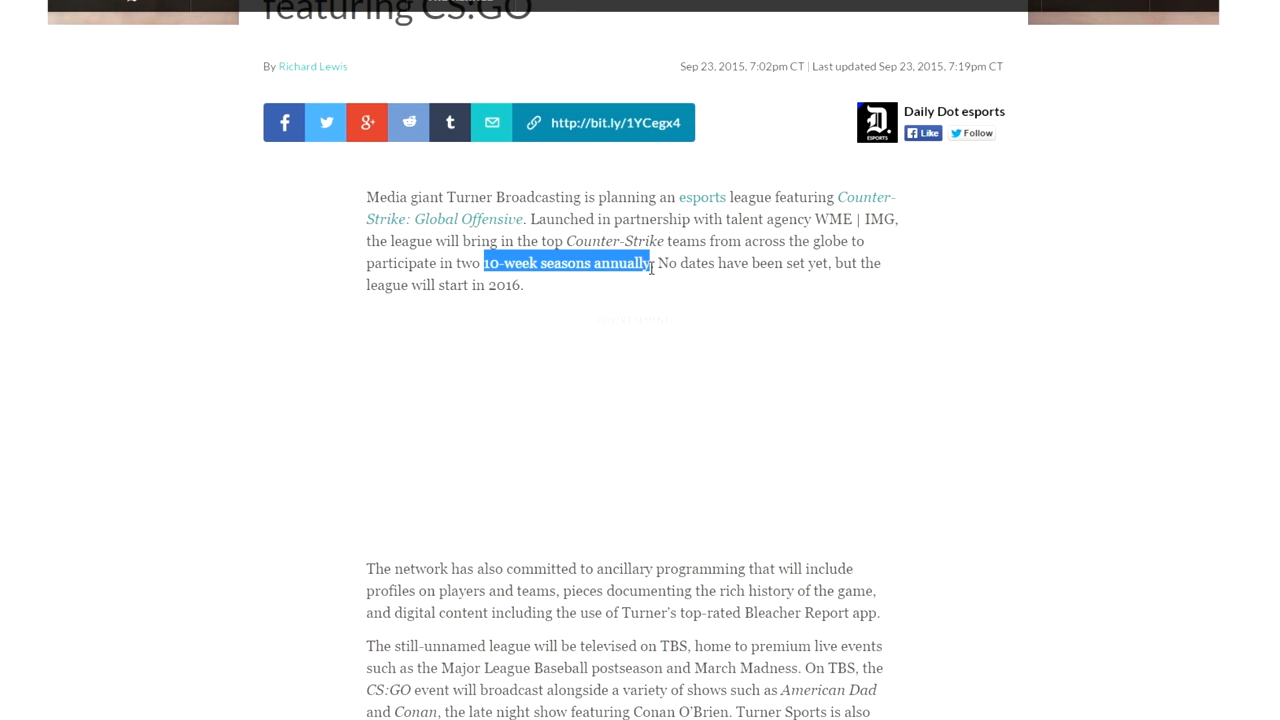 featuring CS:GO
By Richard Lewis
Sep 23, 2015, 7:02pm CT | Last updated Sep 23, 2015, 7:19pm CT
http://bit.ly/1YCegx4
D.
ESPORTS
Daily Dot esports
Like
Follow
Media giant Turner Broadcasting is planning an esports league featuring Counter-
Strike: Global Offensive. Launched in partnership with talent agency WME | IMG,
the league will bring in the top Counter-Strike teams from across the globe to
participate in two 10-week seasons annually. No dates have been set yet, but the
league will start in 2016.
ADVERTISEMENT
The network has also committed to ancillary programming that will include
profiles on players and teams, pieces documenting the rich history of the game,
and digital content including the use of Turner's top-rated Bleacher Report app.
The still-unnamed league will be televised on TBS, home to premium live events
such as the Major League Baseball postseason and March Madness. On TBS, the
CS:GO event will broadcast alongside a variety of shows such as American Dad
and Conan, the late night show featuring Conan O'Brien. Turner Sports is also